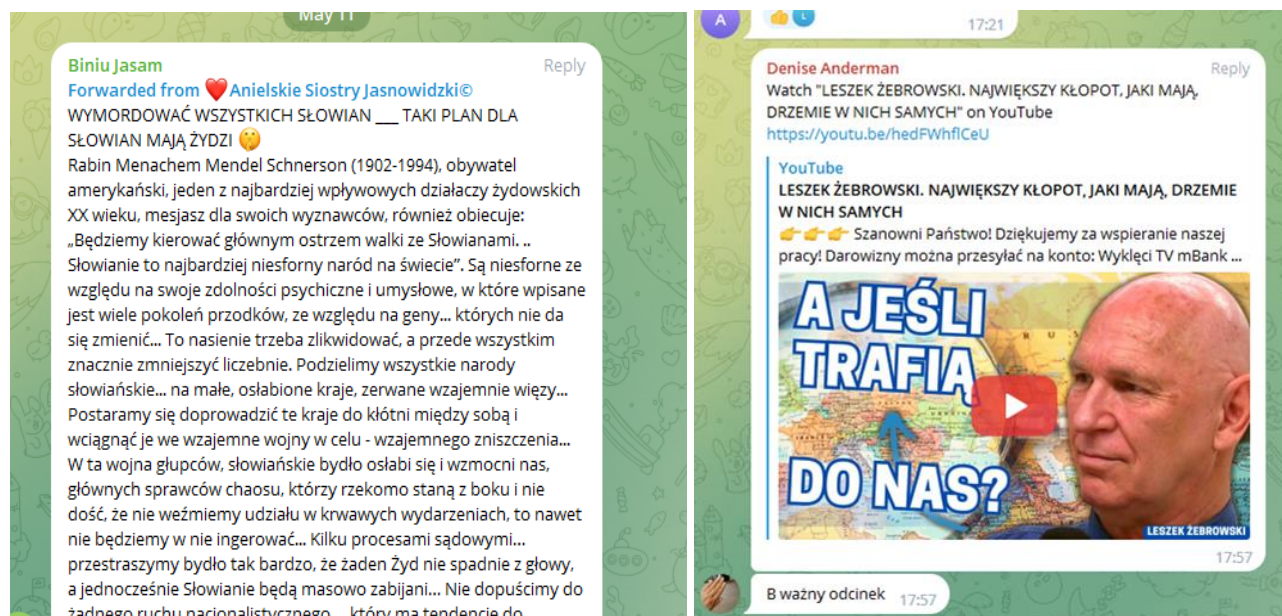 May 11
Biniu Jasam
Reply
Forwarded from ❤️Anielskie Siostry Jasnowidzki©
WYMORDOWAĆ WSZYSTKICH SŁOWIAN ___ TAKI PLAN DLA
SŁOWIAN MAJĄ ŻYDZI 🤫
Rabin Menachem Mendel Schnerson (1902-1994), obywatel
amerykański, jeden z najbardziej wpływowych działaczy żydowskich
XX wieku, mesjasz dla swoich wyznawców, również obiecuje:
„Będziemy kierować głównym ostrzem walki ze Słowianami. ..
Słowianie to najbardziej niesforny naród na świecie”. Są niesforne ze
względu na swoje zdolności psychiczne i umysłowe, w które wpisane
jest wiele pokoleń przodków, ze względu na geny... których nie da
się zmienić... To nasienie trzeba zlikwidować, a przede wszystkim
znacznie zmniejszyć liczebnie. Podzielimy wszystkie narody
słowiańskie... na małe, osłabione kraje, zerwane wzajemnie więzy...
Postaramy się doprowadzić te kraje do kłótni między sobą i
wciągnąć je we wzajemne wojny w celu - wzajemnego zniszczenia...
W ta wojna głupców, słowiańskie bydło osłabi się i wzmocni nas,
głównych sprawców chaosu, którzy rzekomo staną z boku i nie
dość, że nie weźmiemy udziału w krwawych wydarzeniach, to nawet
nie będziemy w nie ingerować... Kilku procesami sądowymi...
przestraszymy bydło tak bardzo, że żaden Żyd nie spadnie z głowy,
a jednocześnie Słowianie będą masowo zabijani... Nie dopuścimy do
żadnego ruchu nacjonalistycznego... który ma tendencję do
A
L
17:21
Denise Anderman
Reply
Watch "LESZEK ŻEBROWSKI. NAJWIĘKSZY KŁOPOT, JAKI MAJĄ,
DRZEMIE W NICH SAMYCH" on YouTube
https://youtu.be/hedFWhflCeU
YouTube
LESZEK ŻEBROWSKI. NAJWIĘKSZY KŁOPOT, JAKI MAJĄ, DRZEMIE
W NICH SAMYCH
👉👉👉 Szanowni Państwo! Dziękujemy za wspieranie naszej
pracy! Darowizny można przesyłać na konto: Wyklęci TV mBank ...
A JEŚLI
TRAFIĄ
DO NAS?
LESZEK ŻEBROWSKI
17:57
B ważny odcinek
17:57